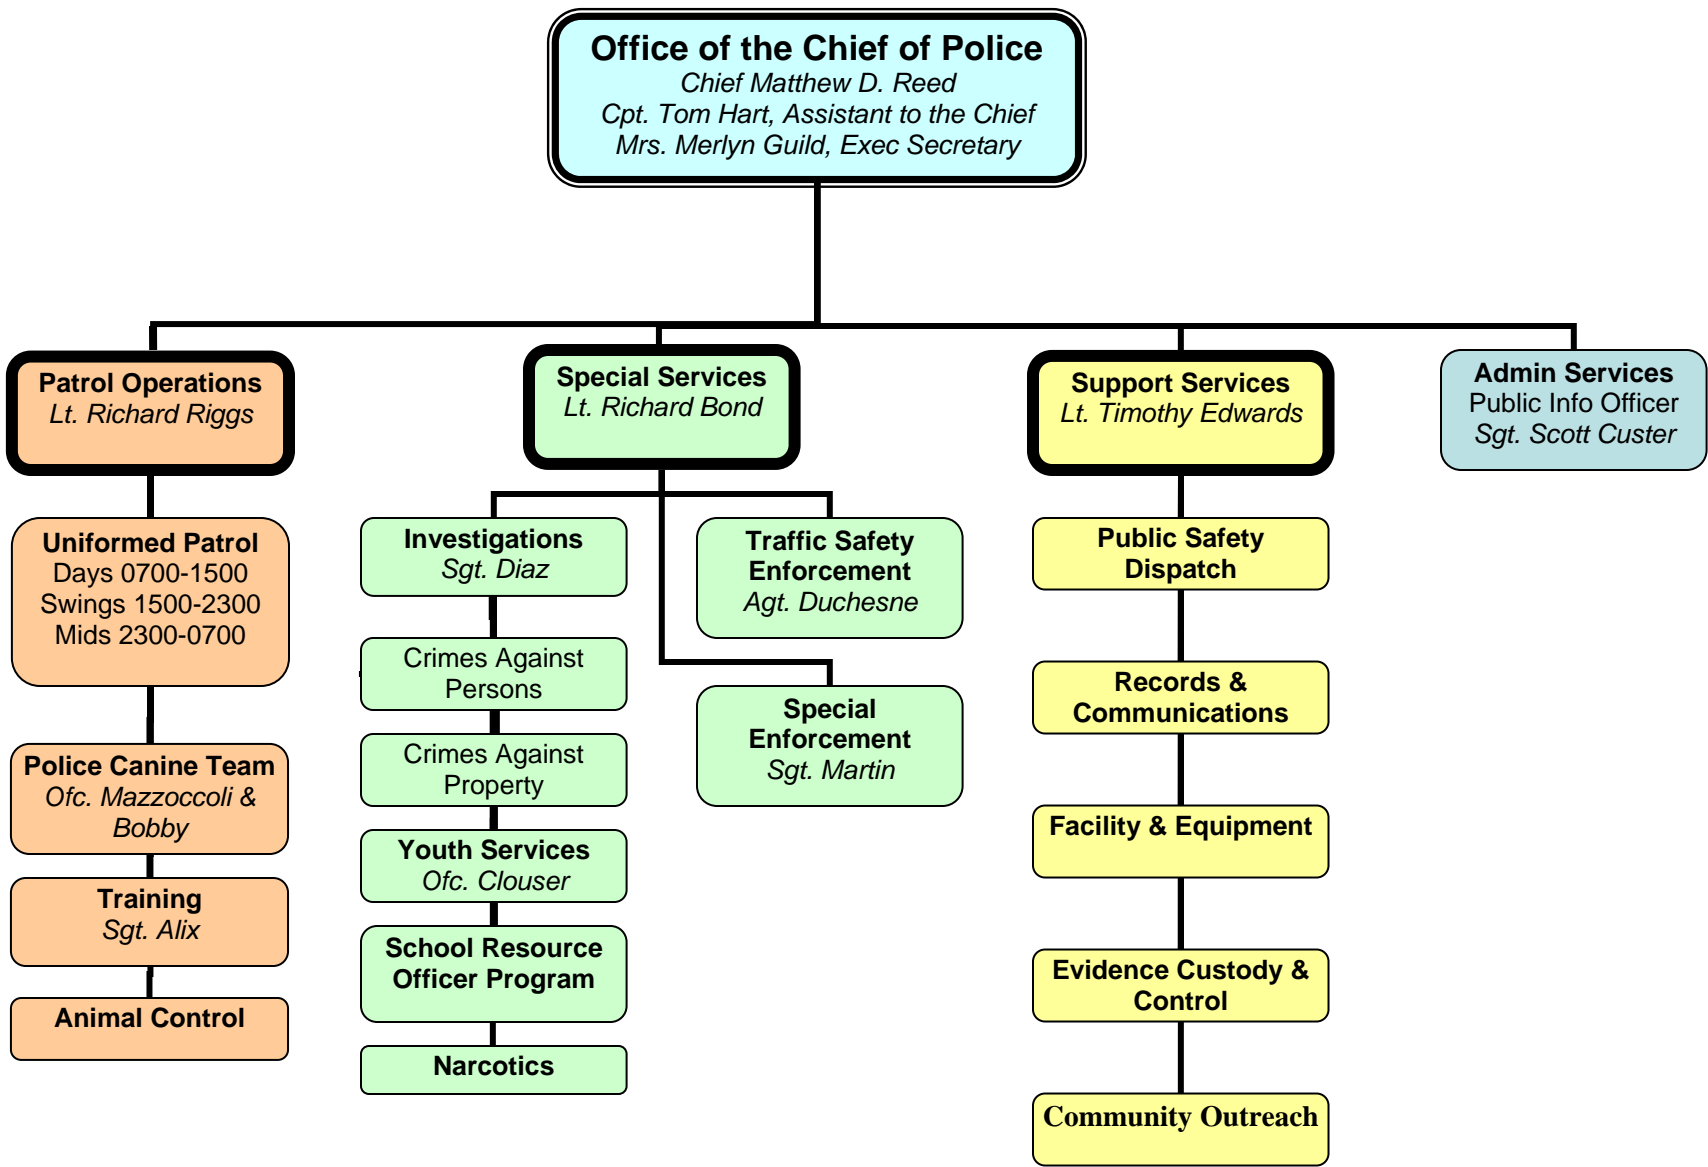 Office of the Chief of Police
Chief Matthew D. Reed
Cpt. Tom Hart, Assistant to the Chief
Mrs. Merlyn Guild, Exec Secretary
Patrol Operations
Lt. Richard Riggs
Special Services
Lt. Richard Bond
Support Services
Lt. Timothy Edwards
Admin Services
Public Info Officer
Sgt. Scott Custer
Uniformed Patrol
Days 0700-1500
Swings 1500-2300
Mids 2300-0700
Police Canine Team
Ofc. Mazzoccoli &
Bobby
Training
Sgt. Alix
Animal Control
Investigations
Sgt. Diaz
Crimes Against
Persons
Crimes Against
Property
Youth Services
Ofc. Clouser
School Resource
Officer Program
Narcotics
Traffic Safety
Enforcement
Agt. Duchesne
Special
Enforcement
Sgt. Martin
Public Safety
Dispatch
Records &
Communications
Facility & Equipment
Evidence Custody &
Control
Community Outreach